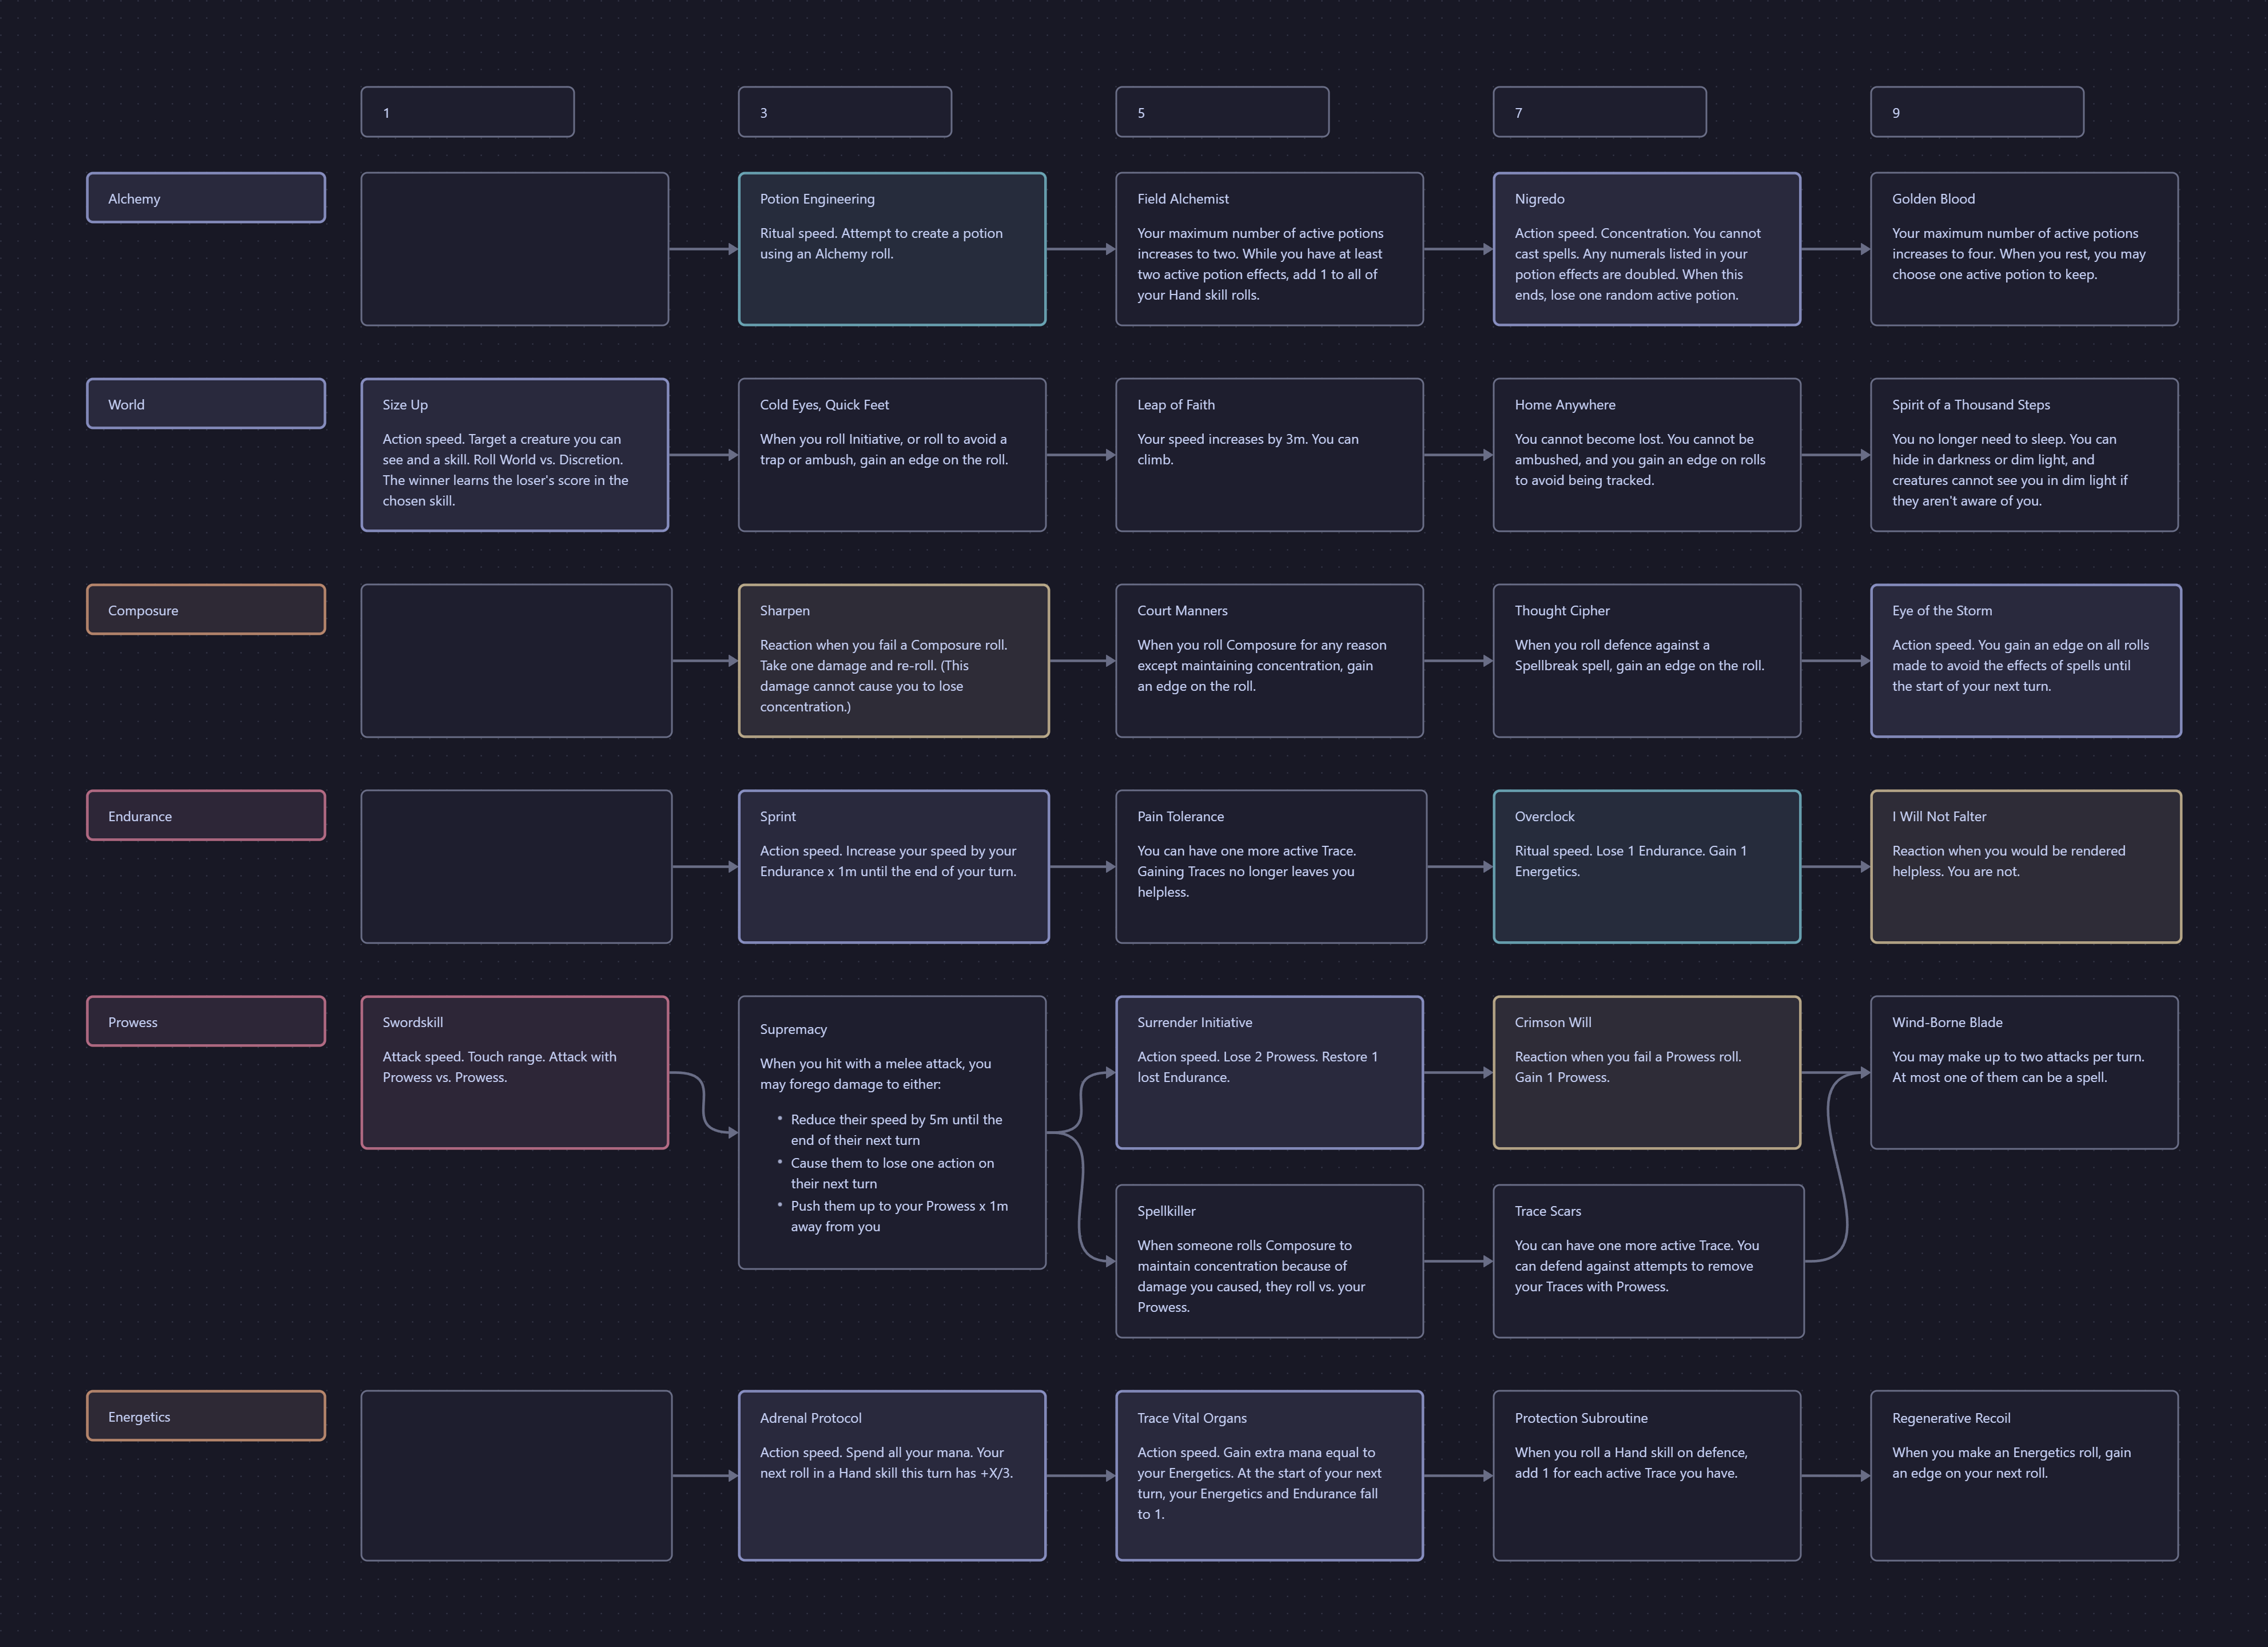 1
3
5
7
9
Alchemy
Potion Engineering
Ritual speed. Attempt to create a potion
using an Alchemy roll.
Field Alchemist
Your maximum number of active potions
increases to two. While you have at least
two active potion effects, add 1 to all of
your Hand skill rolls.
Nigredo
Action speed. Concentration. You cannot
cast spells. Any numerals listed in your
potion effects are doubled. When this
ends, lose one random active potion.
Golden Blood
Your maximum number of active potions
increases to four. When you rest, you may
choose one active potion to keep.
World
Size Up
Action speed. Target a creature you can
see and a skill. Roll World vs. Discretion.
The winner learns the loser's score in the
chosen skill.
Cold Eyes, Quick Feet
When you roll Initiative, or roll to avoid a
trap or ambush, gain an edge on the roll.
Leap of Faith
Your speed increases by 3m. You can
climb.
Home Anywhere
You cannot become lost. You cannot be
ambushed, and you gain an edge on rolls
to avoid being tracked.
Spirit of a Thousand Steps
You no longer need to sleep. You can
hide in darkness or dim light, and
creatures cannot see you in dim light if
they aren't aware of you.
Composure
Sharpen
Reaction when you fail a Composure roll.
Take one damage and re-roll. (This
damage cannot cause you to lose
concentration.)
Court Manners
When you roll Composure for any reason
except maintaining concentration, gain
an edge on the roll.
Thought Cipher
When you roll defence against a
Spellbreak spell, gain an edge on the roll.
Eye of the Storm
Action speed. You gain an edge on all rolls
made to avoid the effects of spells until
the start of your next turn.
Endurance
Sprint
Action speed. Increase your speed by your
Endurance x 1m until the end of your turn.
Pain Tolerance
You can have one more active Trace.
Gaining Traces no longer leaves you
helpless.
Overclock
Ritual speed. Lose 1 Endurance. Gain 1
Energetics.
I Will Not Falter
Reaction when you would be rendered
helpless. You are not.
Prowess
Swordskill
Attack speed. Touch range. Attack with
Prowess vs. Prowess.
Supremacy
When you hit with a melee attack, you
may forego damage to either:
• Reduce their speed by 5m until the
end of their next turn
• Cause them to lose one action on
their next turn
• Push them up to your Prowess x 1m
away from you
Surrender Initiative
Action speed. Lose 2 Prowess. Restore 1
lost Endurance.
Crimson Will
Reaction when you fail a Prowess roll.
Gain 1 Prowess.
Wind-Borne Blade
You may make up to two attacks per turn.
At most one of them can be a spell.
Spellkiller
When someone rolls Composure to
maintain concentration because of
damage you caused, they roll vs. your
Prowess.
Trace Scars
You can have one more active Trace. You
can defend against attempts to remove
your Traces with Prowess.
Energetics
Adrenal Protocol
Action speed. Spend all your mana. Your
next roll in a Hand skill this turn has +X/3.
Trace Vital Organs
Action speed. Gain extra mana equal to
your Energetics. At the start of your next
turn, your Energetics and Endurance fall
to 1.
Protection Subroutine
When you roll a Hand skill on defence,
add 1 for each active Trace you have.
Regenerative Recoil
When you make an Energetics roll, gain
an edge on your next roll.